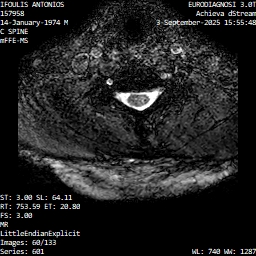 IFOULIS ANTONIOS
157958
14-January-1974 M
C SPINE
mFFE-MS
EURODIAGNOSI 3.0T
Achieva dStream
3-September-2025 15:55:48
ST: 3.00 SL: 64.11
RT: 753.59 ET: 20.80
FS: 3.00
MR
LittleEndianExplicit
Images: 60/133
Series: 601
WL: 740 WW: 1287